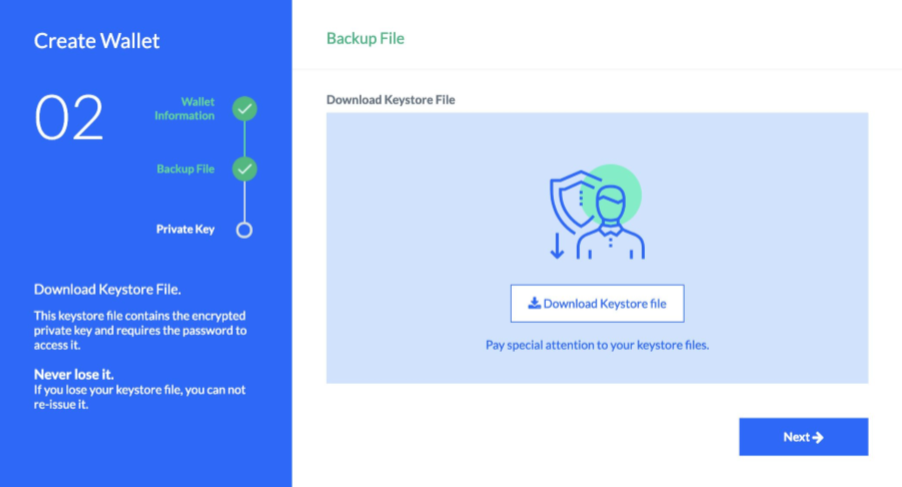 Create Wallet
02
Wallet
Information
Backup File
Private Key
Download Keystore File.
This keystore file contains the encrypted
private key and requires the password to
access it.
Never lose it.
If you lose your keystore file, you can not
re-issue it.
Backup File
Download Keystore File
Download Keystore file
Pay special attention to your keystore files.
Next